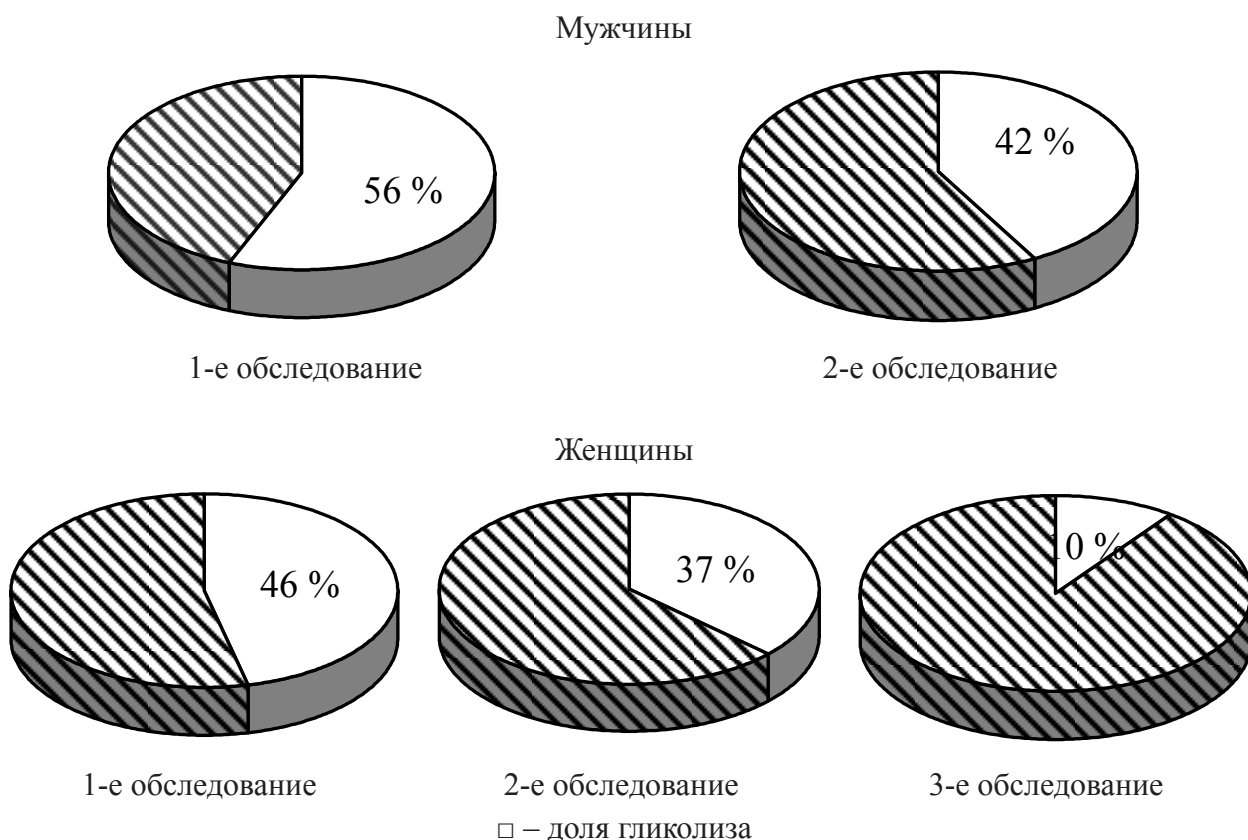 Мужчины
56 %
42 %
1-е обследование
2-е обследование
Женщины
46 %
37 %
10 %
1-е обследование
2-е обследование
3-е обследование
□ – доля гликолиза